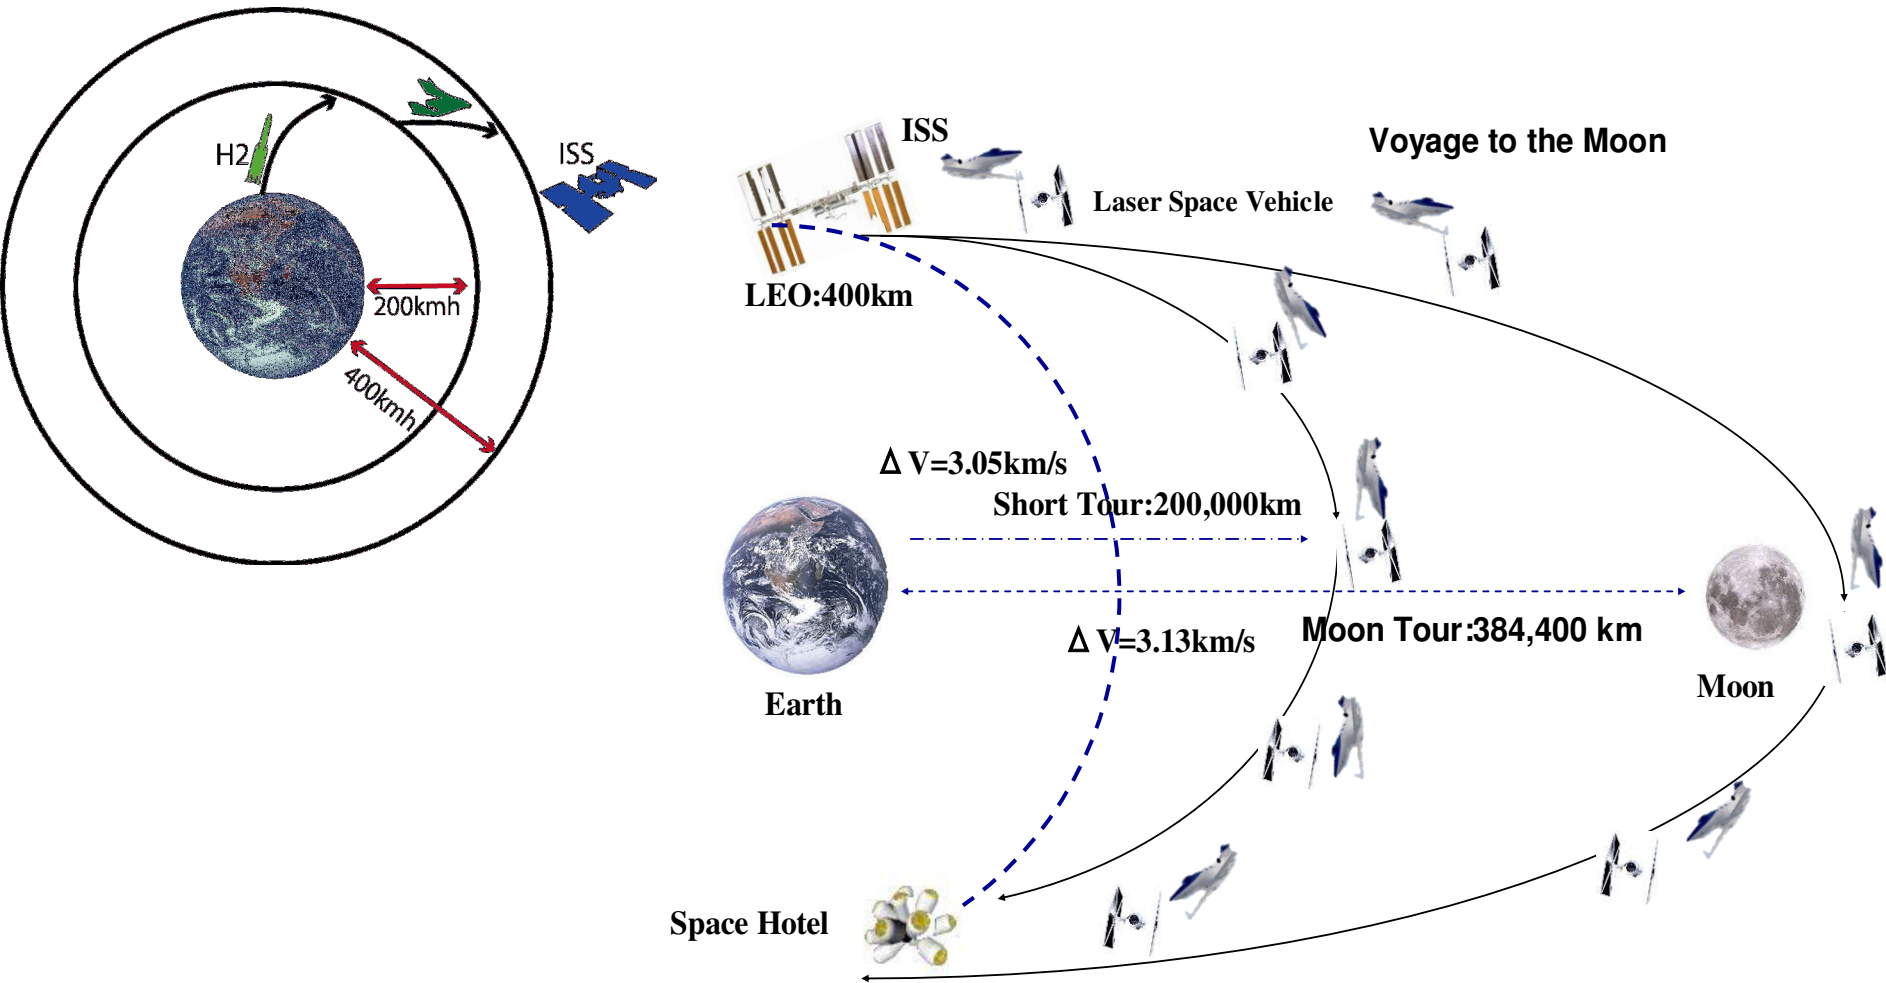 H2
ISS
200kmh
400kmh
ISS
Voyage to the Moon
Laser Space Vehicle
LEO:400km
Δ V=3.05km/s
Short Tour:200,000km
Δ V=3.13km/s
Moon Tour:384,400 km
Earth
Moon
Space Hotel